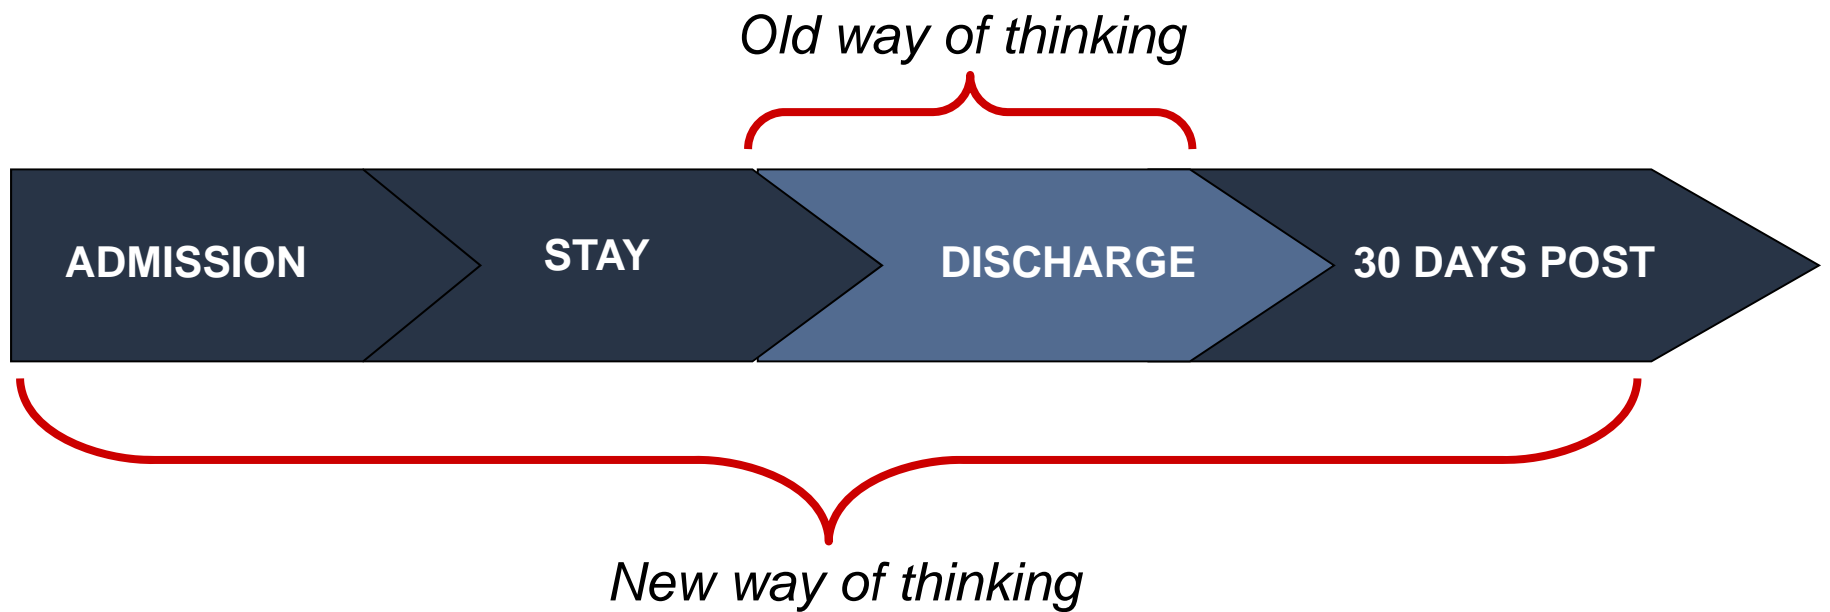 Old way of thinking
ADMISSION
STAY
DISCHARGE
30 DAYS POST
New way of thinking